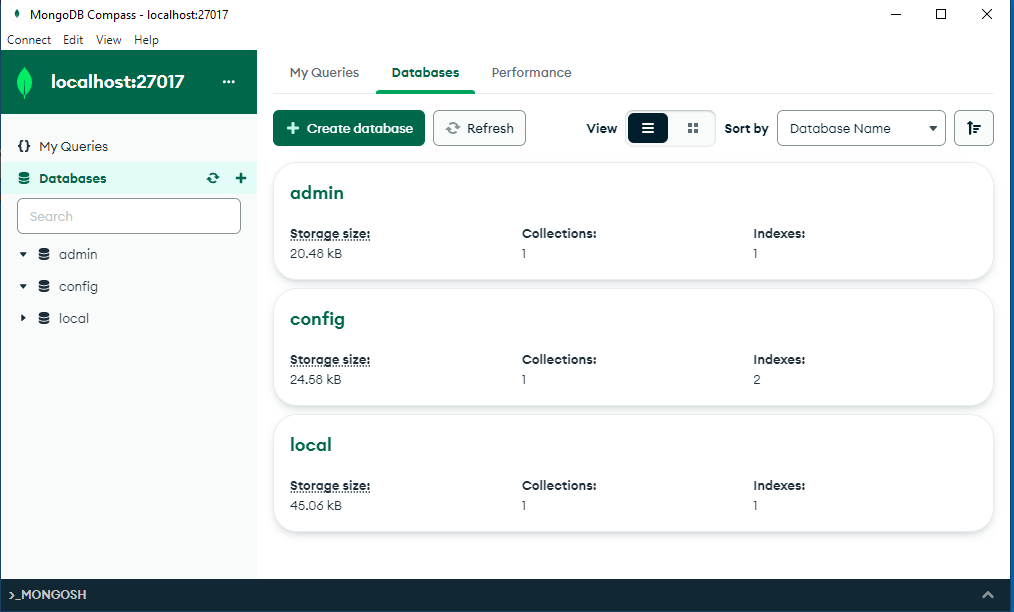 MongoDB Compass - localhost:27017
Connect Edit View Help
localhost:27017 ...
My Queries Databases Performance
+ Create database Refresh View Sort by Database Name
{} My Queries
Databases +
Search
admin
config
local
admin
Storage size: Collections: Indexes:
20.48 kB 1 1
config
Storage size: Collections: Indexes:
24.58 kB 1 2
local
Storage size: Collections: Indexes:
45.06 kB 1 1
>_MONGOSH